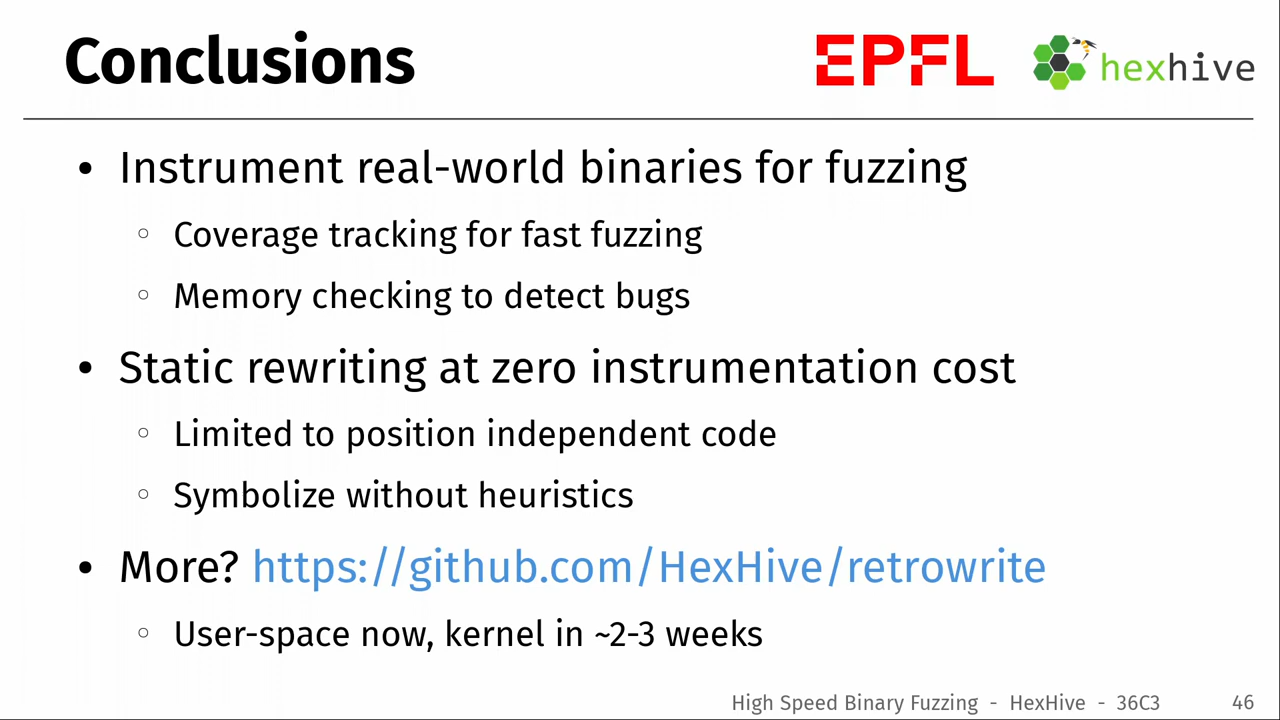 Conclusions
EPFL
hexhive
• Instrument real-world binaries for fuzzing
○ Coverage tracking for fast fuzzing
○ Memory checking to detect bugs
• Static rewriting at zero instrumentation cost
○ Limited to position independent code
○ Symbolize without heuristics
• More? https://github.com/HexHive/retrowrite
○ User-space now, kernel in ~2-3 weeks
High Speed Binary Fuzzing - HexHive - 36C3 46